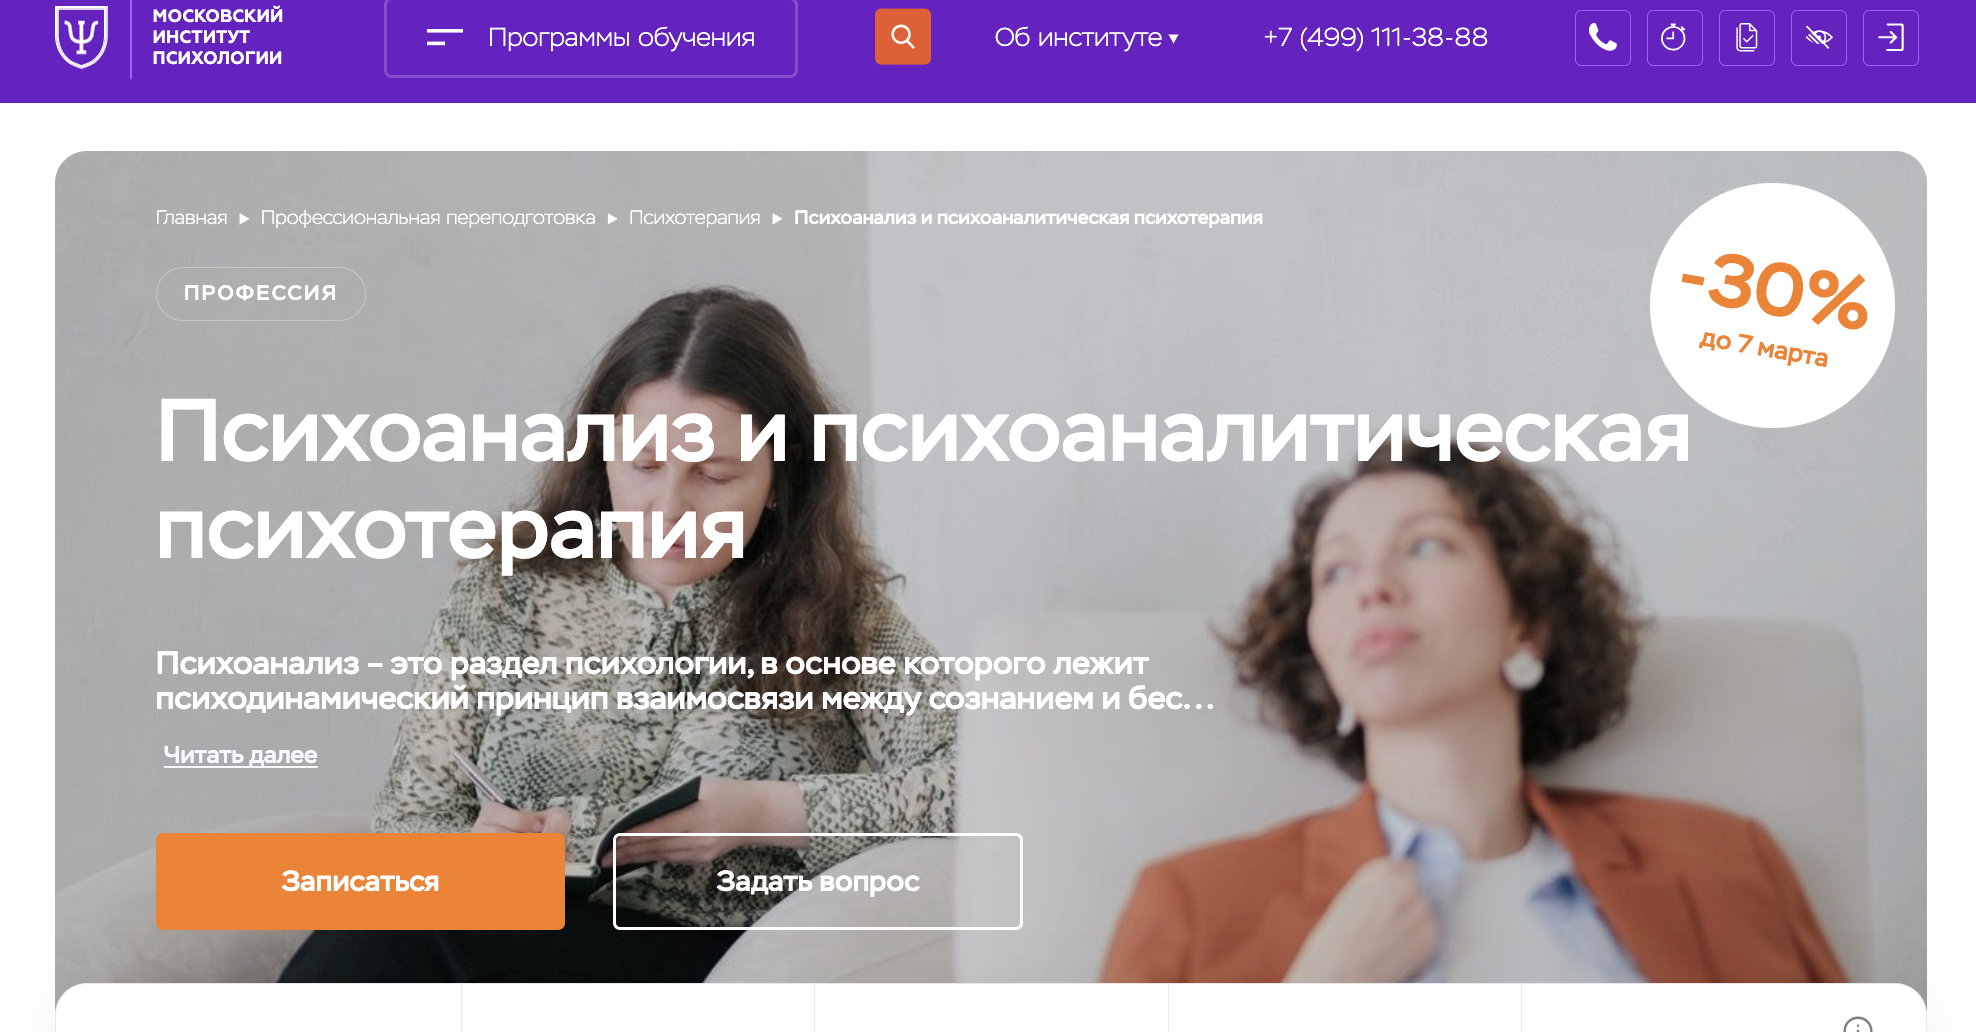 МОСКОВСКИЙ
ИНСТИТУТ
ПСИХОЛОГИИ
Программы обучения
Об институте ▾
+7 (499) 111-38-88
Главная ▸ Профессиональная переподготовка ▸ Психотерапия ▸ Психоанализ и психоаналитическая психотерапия
ПРОФЕССИЯ
-30%
до 7 марта
Психоанализ и психоаналитическая
психотерапия
Психоанализ – это раздел психологии, в основе которого лежит
психодинамический принцип взаимосвязи между сознанием и бес...
Читать далее
Записаться
Задать вопрос